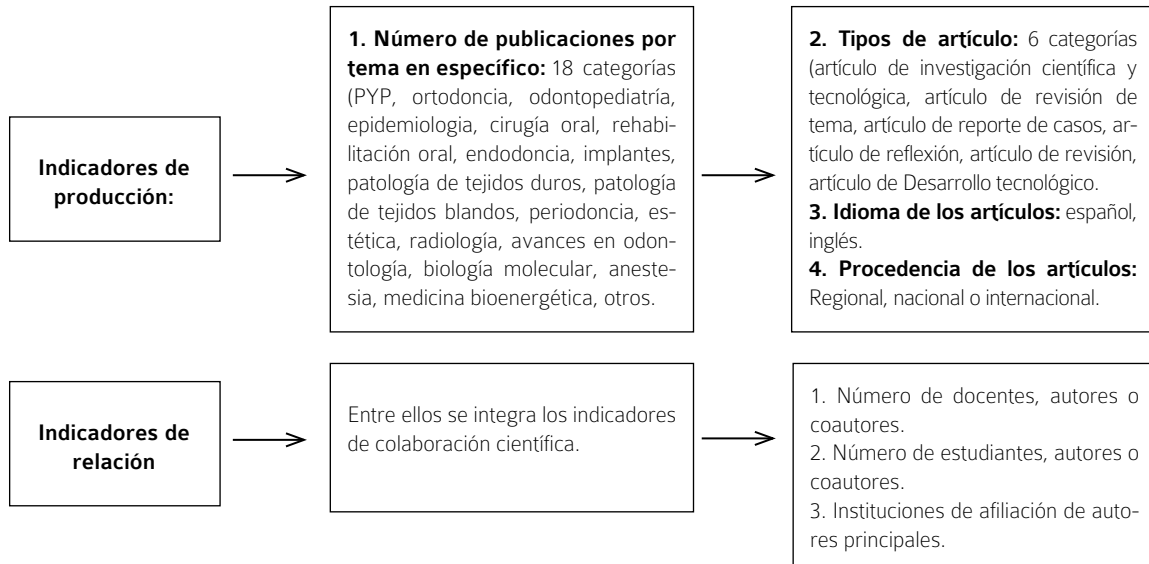 Indicadores de
producción:
1. Número de publicaciones por
tema en específico: 18 categorías
(PYP, ortodoncia, odontopediatría,
epidemiologia, cirugía oral, rehabi-
litación oral, endodoncia, implantes,
patología de tejidos duros, patología
de tejidos blandos, periodoncia, es-
tética, radiología, avances en odon-
tología, biología molecular, aneste-
sia, medicina bioenergética, otros.
2. Tipos de artículo: 6 categorías
(artículo de investigación científica y
tecnológica, artículo de revisión de
tema, artículo de reporte de casos, ar-
tículo de reflexión, artículo de revisión,
artículo de Desarrollo tecnológico.
3. Idioma de los artículos: español,
inglés.
4. Procedencia de los artículos:
Regional, nacional o internacional.
Indicadores de
relación
Entre ellos se integra los indicadores
de colaboración científica.
1. Número de docentes, autores o
coautores.
2. Número de estudiantes, autores o
coautores.
3. Instituciones de afiliación de auto-
res principales.